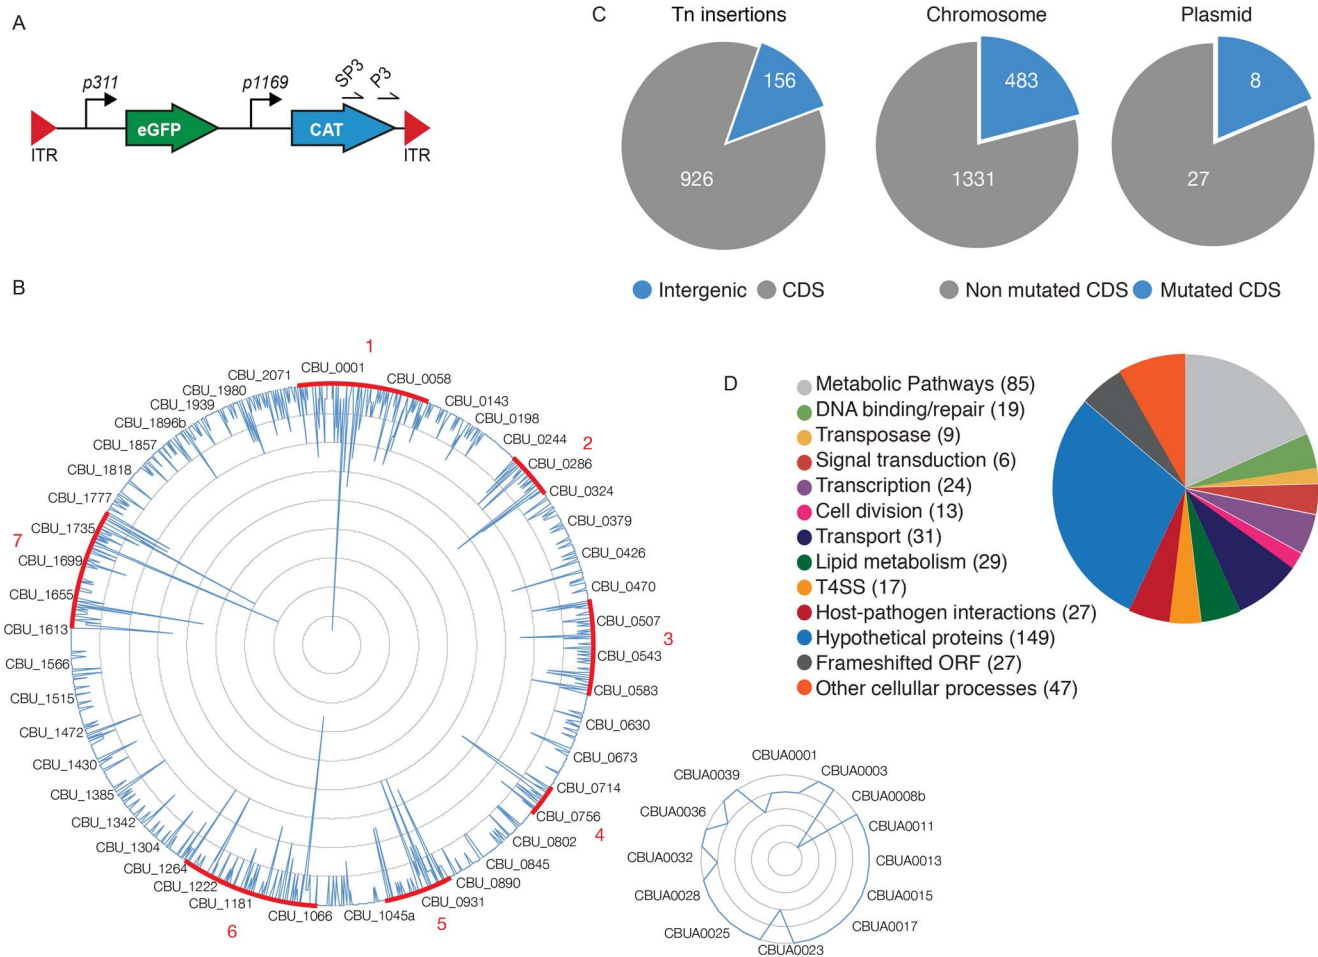 A
p311
p1169
SP3
P3
eGFP
CAT
ITR
ITR
C
Tn insertions
Chromosome
Plasmid
156
926
483
1331
8
27
Intergenic
CDS
Non mutated CDS
Mutated CDS
B
1
CBU_0001
CBU_0058
CBU_0143
CBU_0198
CBU_0244
2
CBU_0286
CBU_0324
CBU_0379
CBU_0426
CBU_0470
CBU_0507
3
CBU_0543
CBU_0583
CBU_0630
CBU_0673
CBU_0714
CBU_0756
4
CBU_0802
CBU_0845
CBU_0890
CBU_0931
5
CBU_1045a
CBU_1066
6
CBU_1181
CBU_1222
CBU_1264
CBU_1304
CBU_1342
CBU_1385
CBU_1430
CBU_1472
CBU_1515
CBU_1566
CBU_1613
CBU_1655
7
CBU_1699
CBU_1735
CBU_1777
CBU_1818
CBU_1857
CBU_1896b
CBU_1939
CBU_1980
CBU_2071
D
Metabolic Pathways (85)
DNA binding/repair (19)
Transposase (9)
Signal transduction (6)
Transcription (24)
Cell division (13)
Transport (31)
Lipid metabolism (29)
T4SS (17)
Host-pathogen interactions (27)
Hypothetical proteins (149)
Frameshifted ORF (27)
Other cellullar processes (47)
CBUA0001
CBUA0003
CBUA0008b
CBUA0011
CBUA0013
CBUA0015
CBUA0017
CBUA0023
CBUA0025
CBUA0028
CBUA0032
CBUA0036
CBUA0039